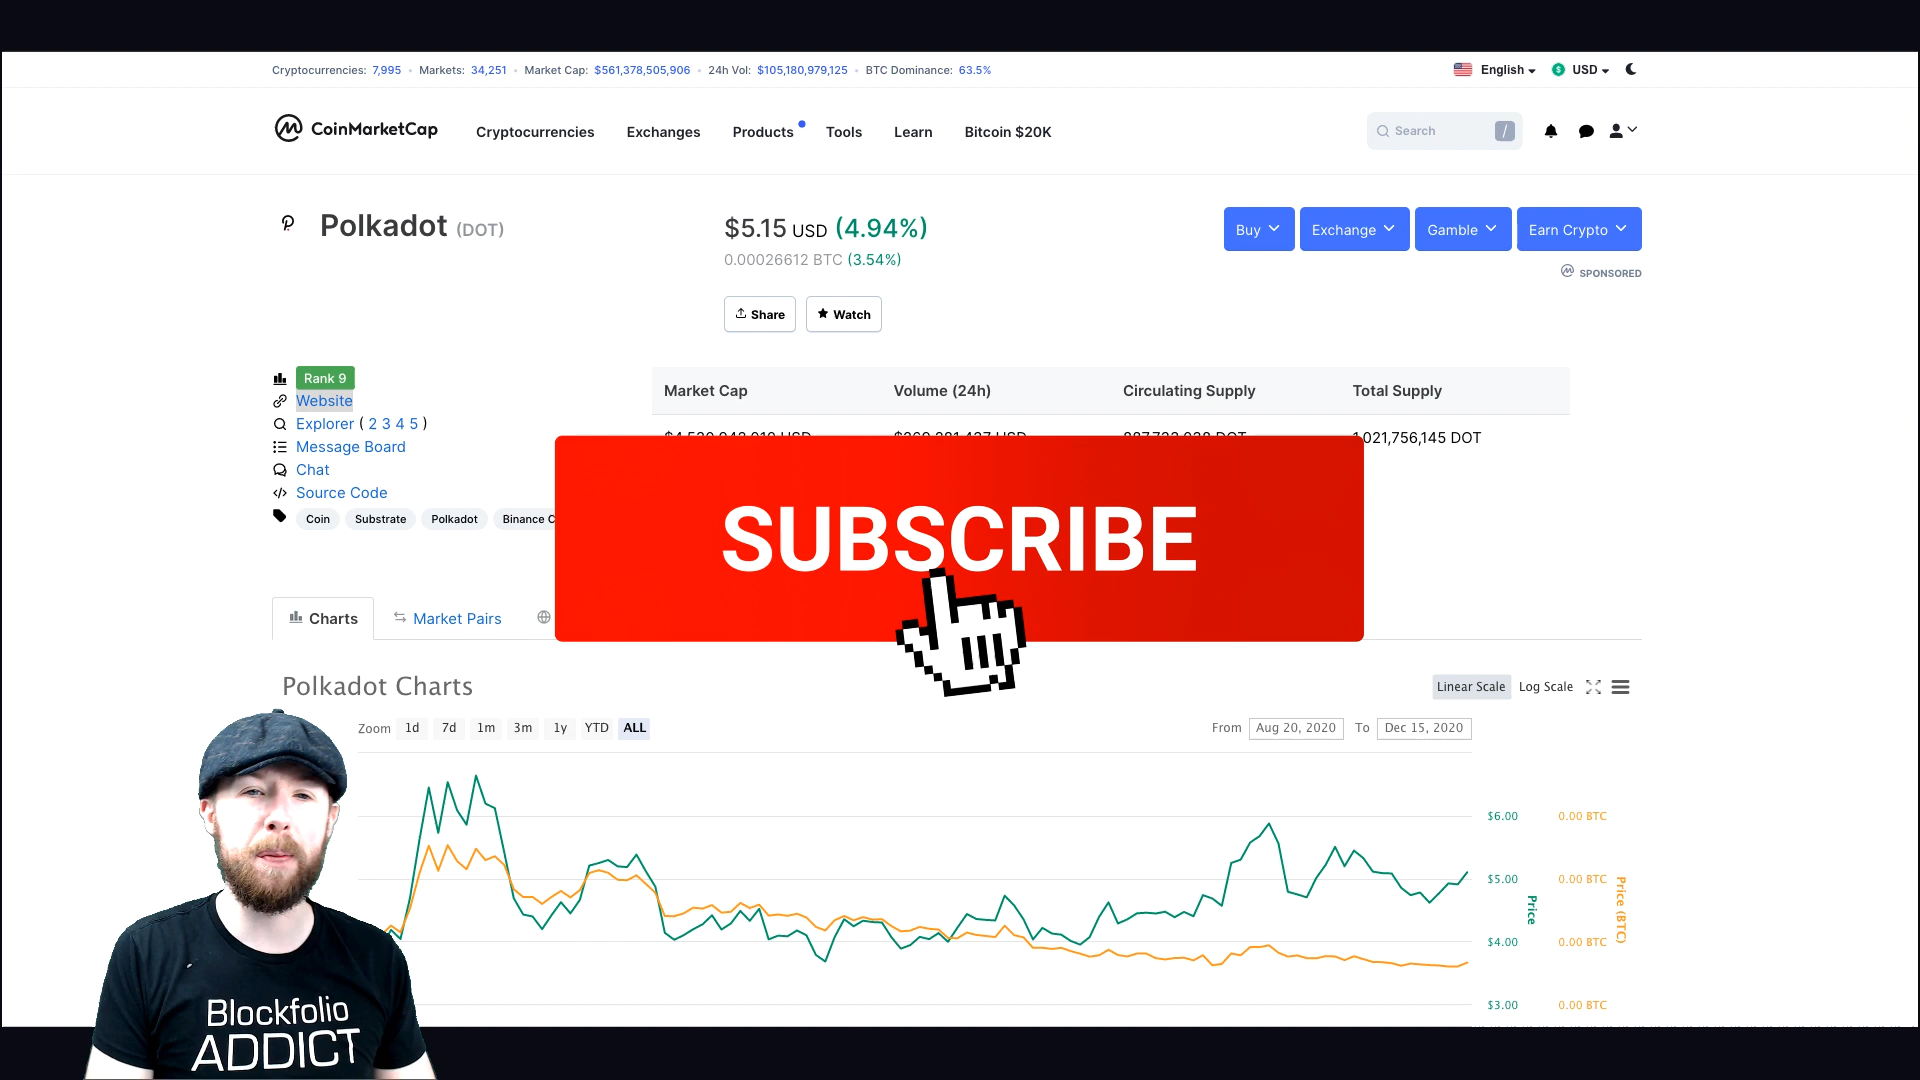 Cryptocurrencies: 7,995 • Markets: 34,251 • Market Cap: $561,378,505,906 • 24h Vol: $105,180,979,125 • BTC Dominance: 63.5%
English USD
CoinMarketCap Cryptocurrencies Exchanges Products Tools Learn Bitcoin $20K Search /
Polkadot (DOT)
$5.15 USD (4.94%)
0.00026612 BTC (3.54%)
Share Watch
Buy Exchange Gamble Earn Crypto
SPONSORED
Rank 9
Website
Explorer ( 2 3 4 5 )
Message Board
Chat
Source Code
Coin Substrate Polkadot Binance C
Market Cap Volume (24h) Circulating Supply Total Supply
1,021,756,145 DOT
SUBSCRIBE
Charts Market Pairs
Polkadot Charts
Linear Scale Log Scale
Zoom 1d 7d 1m 3m 1y YTD ALL
From Aug 20, 2020 To Dec 15, 2020
$6.00 0.00 BTC
$5.00 0.00 BTC
$4.00 0.00 BTC
$3.00 0.00 BTC
Price
Price (BTC)
Blockfolio
ADDICT